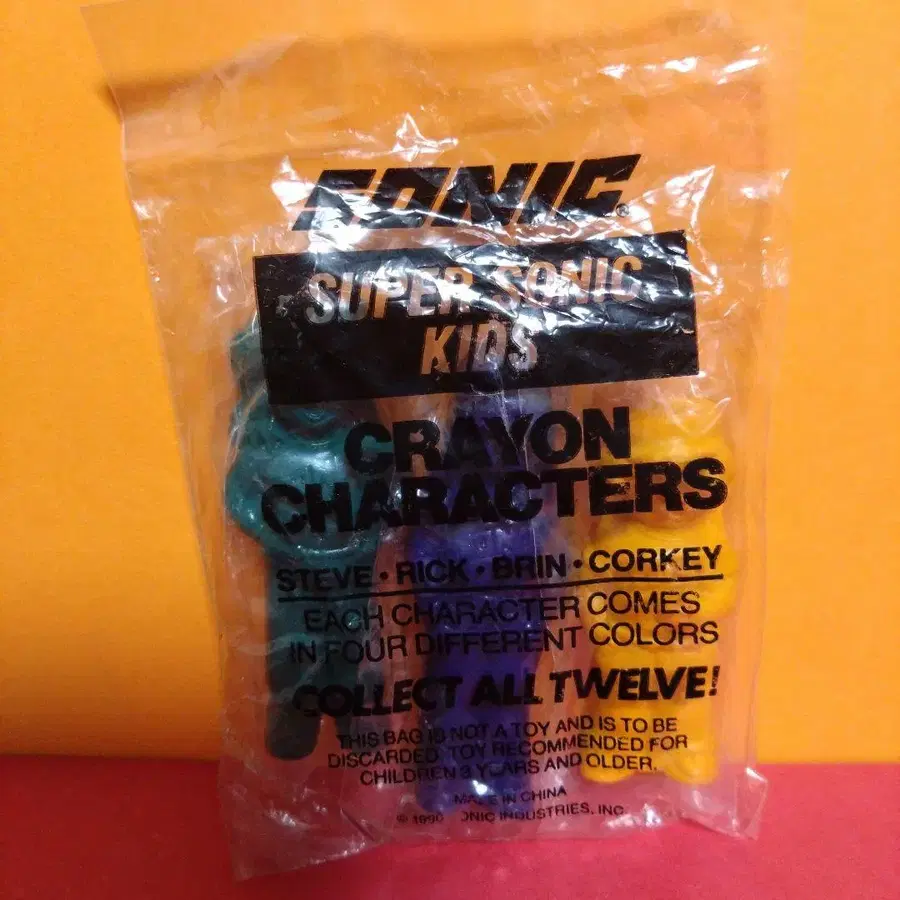 SONIC®
SUPER SONIC
KIDS
CRAYON
CHARACTERS
STEVE • RICK • BRIN • CORKEY
EACH CHARACTER COMES
IN FOUR DIFFERENT COLORS
COLLECT ALL TWELVE!
THIS BAG IS NOT A TOY AND IS TO BE
DISCARDED. TOY RECOMMENDED FOR
CHILDREN 3 YEARS AND OLDER.
MADE IN CHINA
© SONIC INDUSTRIES, INC